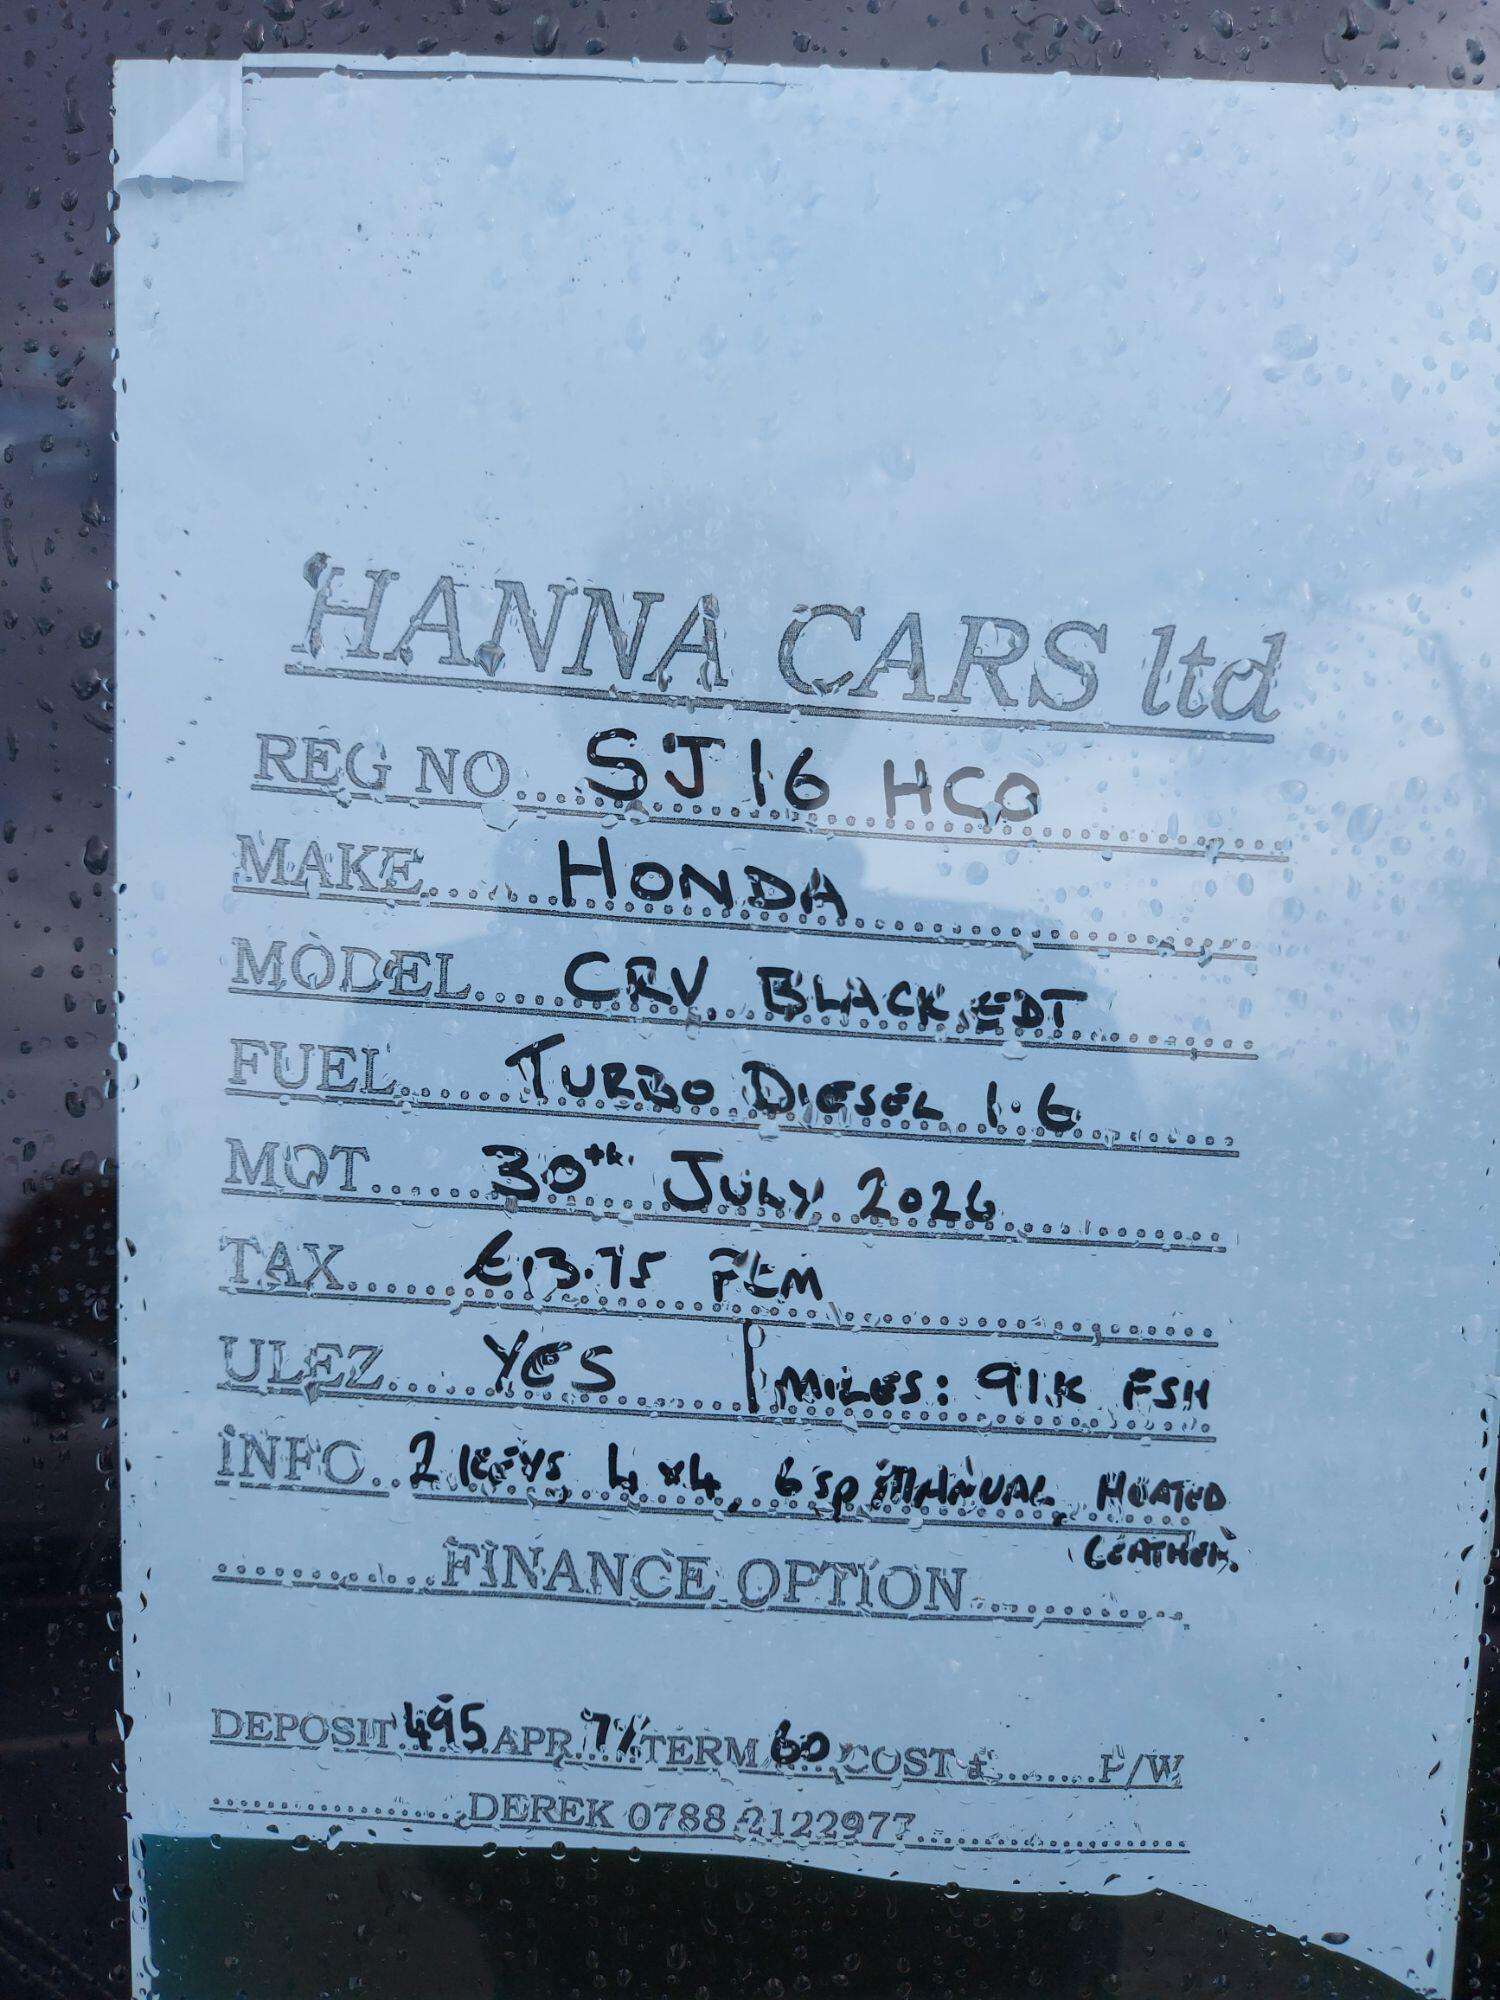 HANNA CARS ltd
REG NO SJ16 HCO
MAKE HONDA
MODEL CRV BLACK EDT
FUEL TURBO DIESEL 1.6
MOT 30th JULY 2026
TAX £13.75 PCM
ULEZ YES | MILES: 91K FSH
INFO 2 KEYS, 4x4, 6 SP MANUAL, HEATED
LEATHER.
FINANCE OPTION
DEPOSIT 495 APR 7% TERM 60 COST £ P/W
DEREK 0788 2122977